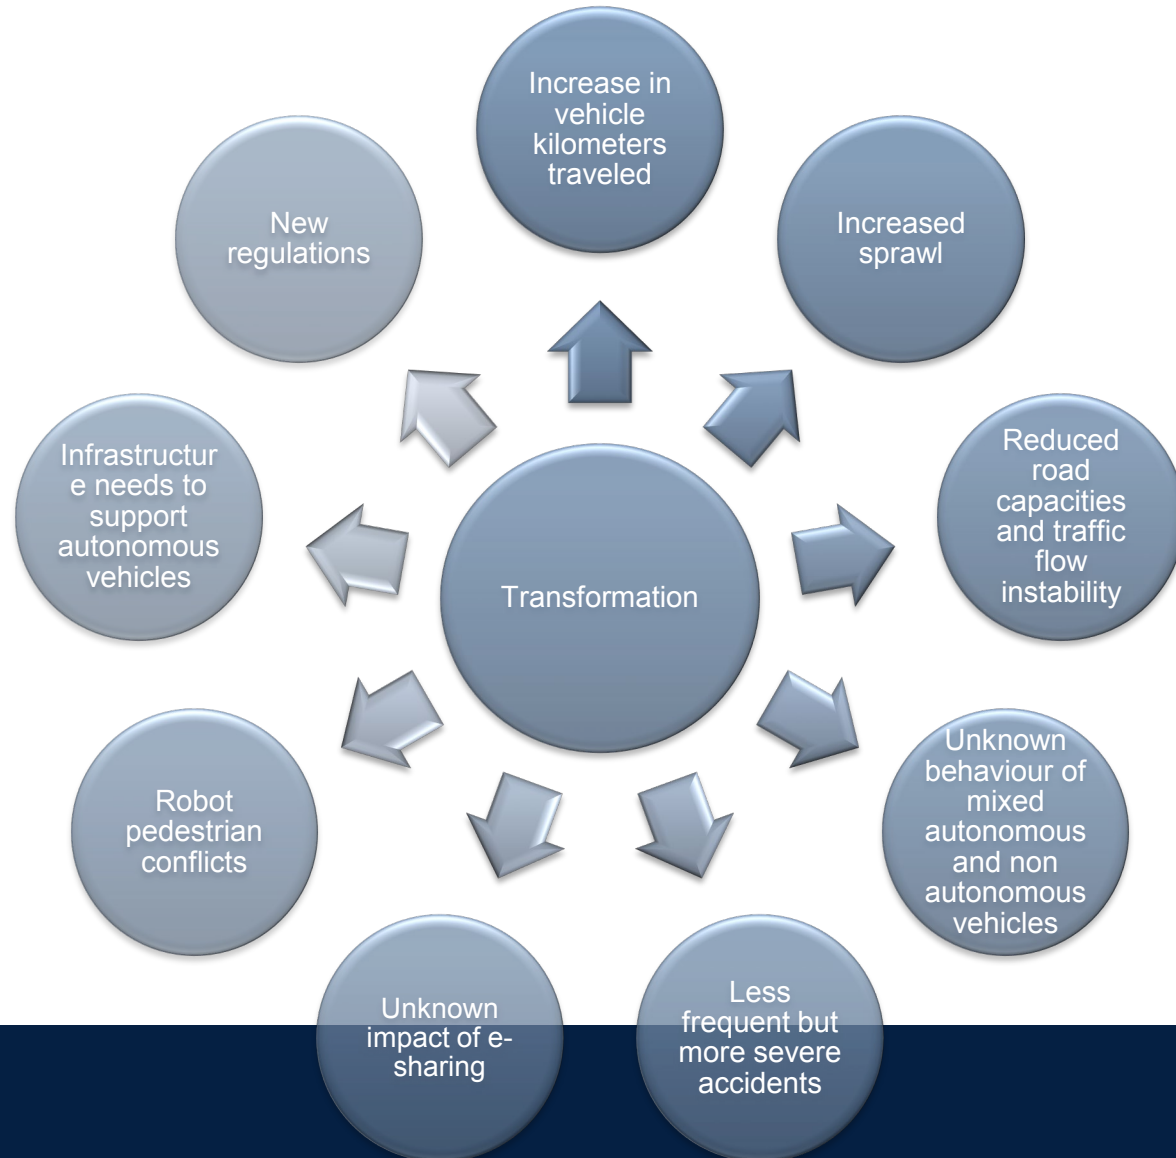 Increase in
vehicle
kilometers
traveled
Increased
sprawl
Reduced
road
capacities
and traffic
flow
instability
Unknown
behaviour of
mixed
autonomous
and non
autonomous
vehicles
Less
frequent but
more severe
accidents
Unknown
impact of e-
sharing
Robot
pedestrian
conflicts
Infrastructur
e needs to
support
autonomous
vehicles
New
regulations
Transformation